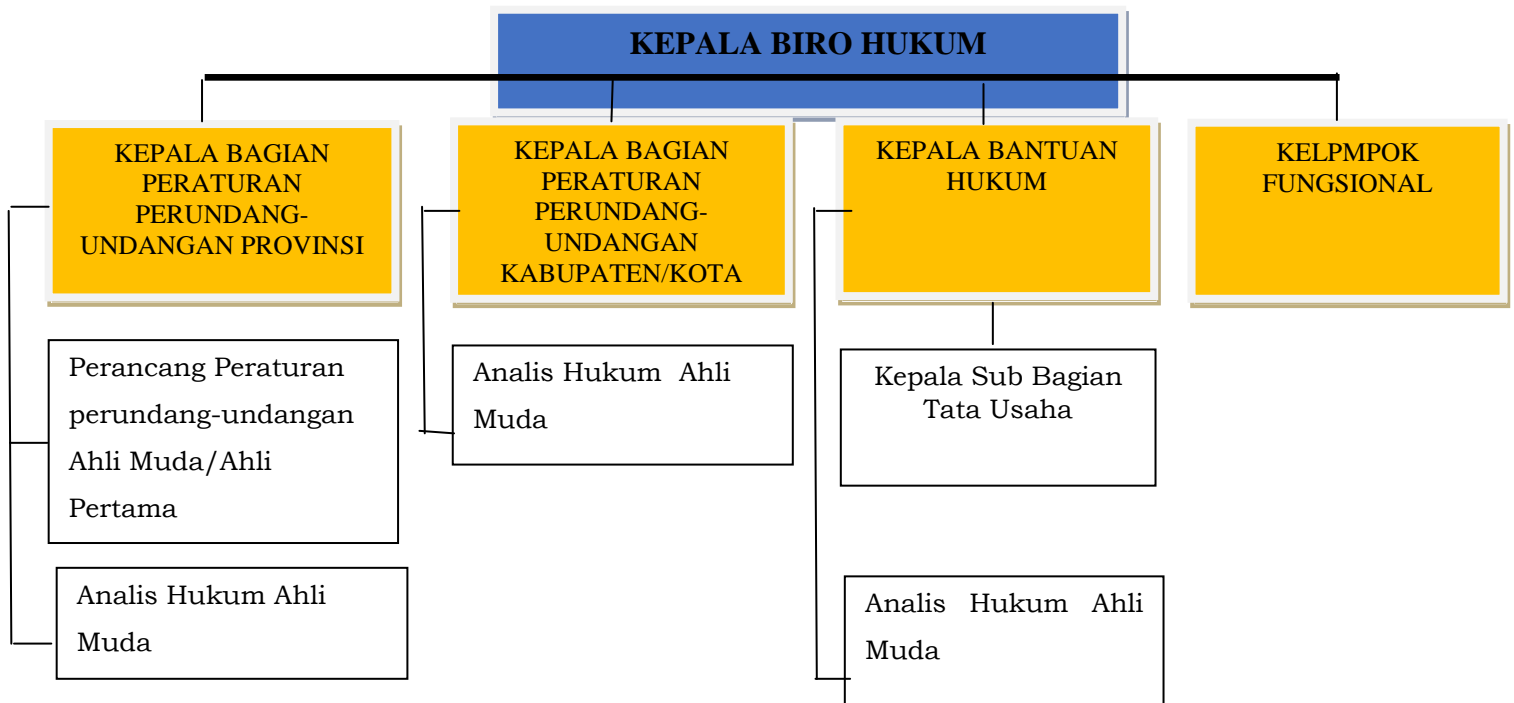 KEPALA BIRO HUKUM
KEPALA BAGIAN
PERATURAN
PERUNDANG-
UNDANGAN PROVINSI
KEPALA BAGIAN
PERATURAN
PERUNDANG-
UNDANGAN
KABUPATEN/KOTA
KEPALA BANTUAN
HUKUM
KELPMPOK
FUNGSIONAL
Perancang Peraturan
perundang-undangan
Ahli Muda/Ahli
Pertama
Analis Hukum Ahli
Muda
Kepala Sub Bagian
Tata Usaha
Analis Hukum Ahli
Muda
Analis Hukum Ahli
Muda